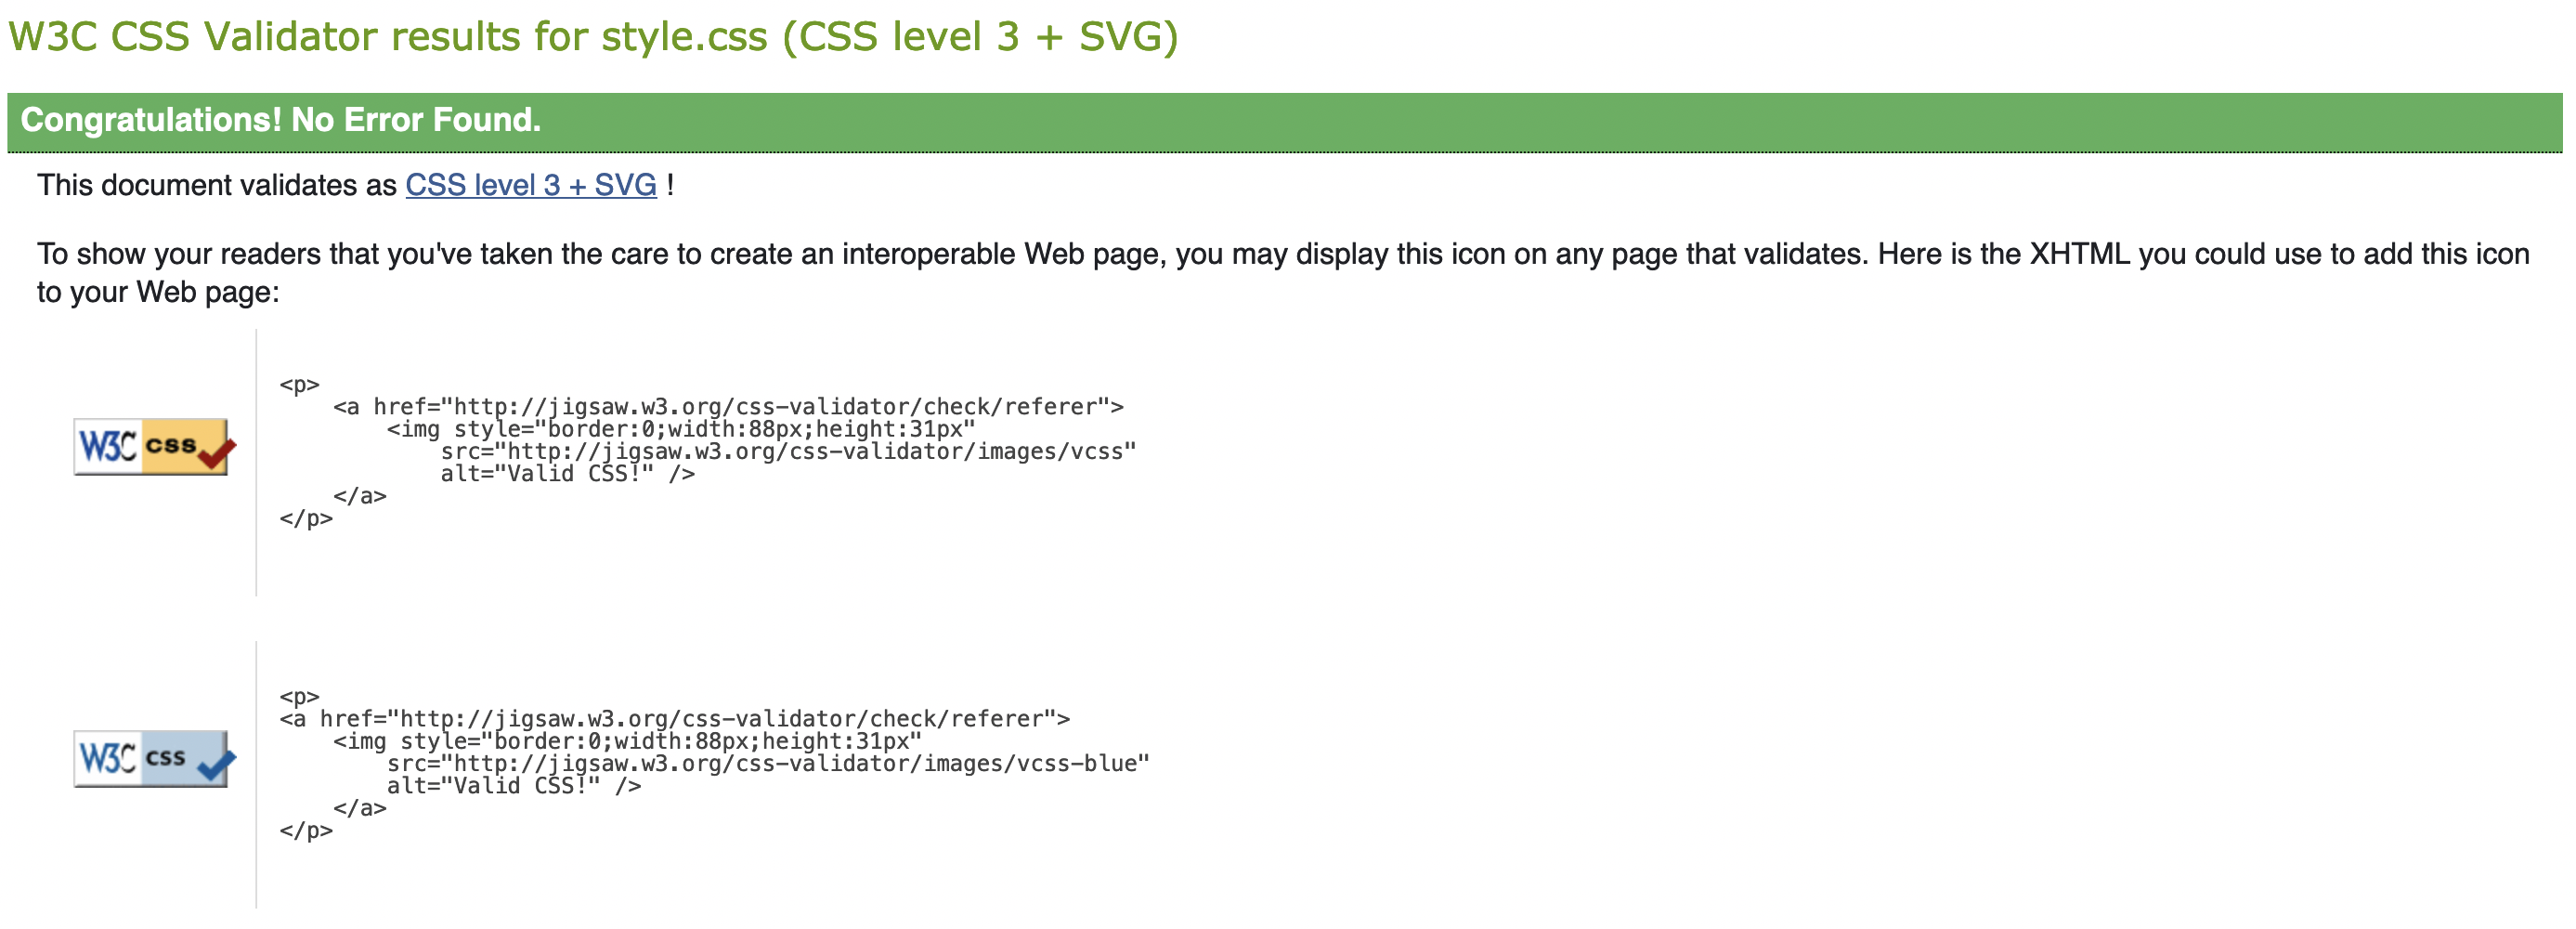 W3C CSS Validator results for style.css (CSS level 3 + SVG)
Congratulations! No Error Found.
This document validates as CSS level 3 + SVG !
To show your readers that you've taken the care to create an interoperable Web page, you may display this icon on any page that validates. Here is the XHTML you could use to add this icon
to your Web page:
W3C css
<p>
    <a href="http://jigsaw.w3.org/css-validator/check/referer">
        <img style="border:0;width:88px;height:31px"
            src="http://jigsaw.w3.org/css-validator/images/vcss"
            alt="Valid CSS!" />
    </a>
</p>
W3C css
<p>
<a href="http://jigsaw.w3.org/css-validator/check/referer">
    <img style="border:0;width:88px;height:31px"
        src="http://jigsaw.w3.org/css-validator/images/vcss-blue"
        alt="Valid CSS!" />
    </a>
</p>